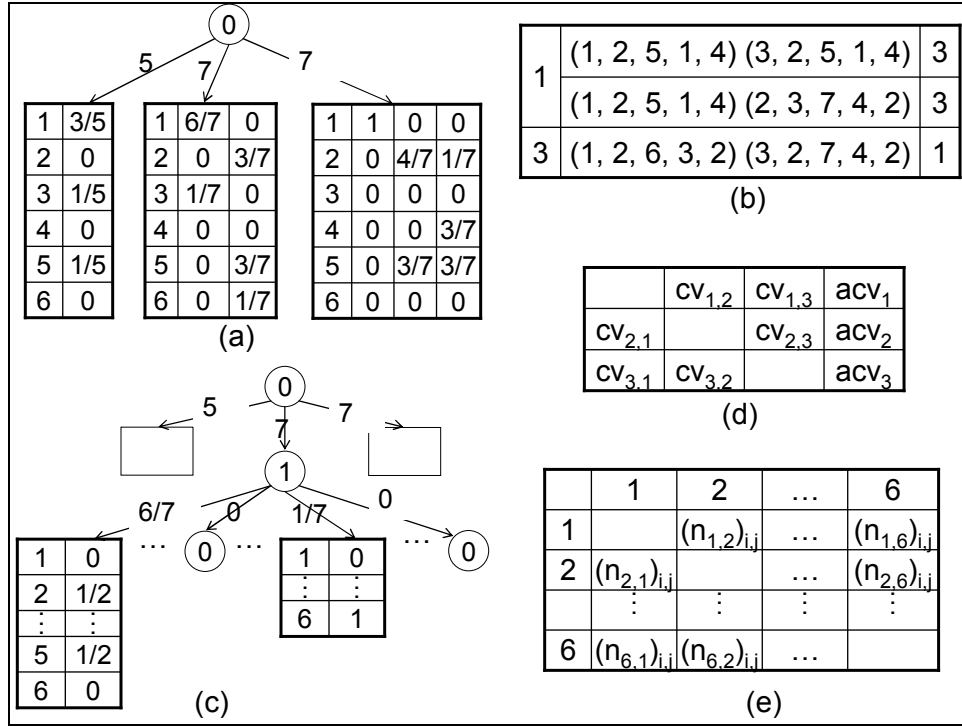 0
5 7 7
1 3/5
2 0
3 1/5
4 0
5 1/5
6 0
1 6/7 0
2 0 3/7
3 1/7 0
4 0 0
5 0 3/7
6 0 1/7
1 1 0 0
2 0 4/7 1/7
3 0 0 0
4 0 0 3/7
5 0 3/7 3/7
6 0 0 0
(a)
1 (1, 2, 5, 1, 4) (3, 2, 5, 1, 4) 3
(1, 2, 5, 1, 4) (2, 3, 7, 4, 2) 3
3 (1, 2, 6, 3, 2) (3, 2, 7, 4, 2) 1
(b)
0
5 7 7
1
6/7 0 1/7 0
... 0 ... ... 0
1 0
2 1/2
⋮ ⋮
5 1/2
6 0
1 0
⋮ ⋮
6 1
(c)
cv1,2 cv1,3 acv1
cv2,1 cv2,3 acv2
cv3,1 cv3,2 acv3
(d)
1 2 ... 6
1 (n1,2)i,j ... (n1,6)i,j
2 (n2,1)i,j ... (n2,6)i,j
⋮ ⋮ ⋮ ⋮
6 (n6,1)i,j (n6,2)i,j ...
(e)